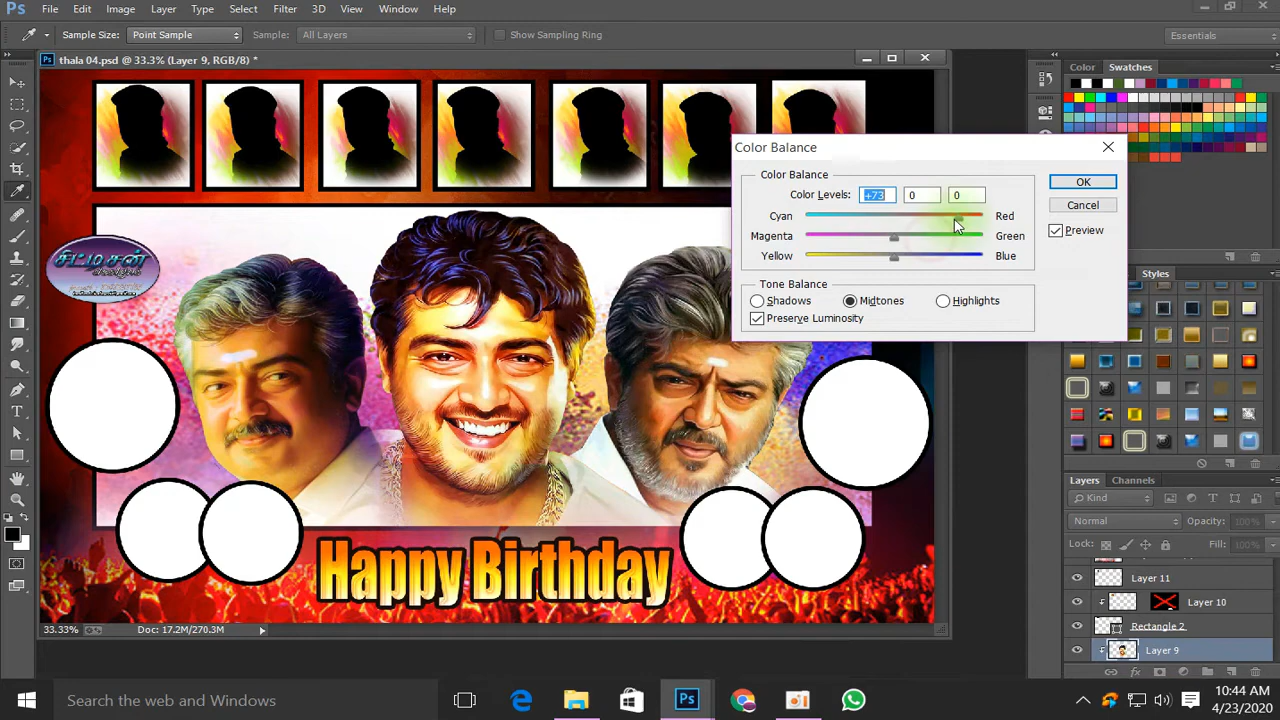 Ps File Edit Image Layer Type Select Filter 3D View Window Help
Sample Size: Point Sample Sample: All Layers Show Sampling Ring Essentials
Ps thala 04.psd @ 33.3% (Layer 9, RGB/8) *
Color Swatches
Color Balance
Color Balance
Color Levels: +73 0 0
Cyan Red
Magenta Green
Yellow Blue
Tone Balance
Shadows Midtones Highlights
Preserve Luminosity
OK
Cancel
Preview
Styles
Happy Birthday
Layers Channels
Kind
Normal Opacity: 100%
Lock: Fill: 100%
Layer 11
Layer 10
Rectangle 2
Layer 9
33.33% Doc: 17.2M/270.3M
Search the web and Windows
Ps
10:44 AM
4/23/2020